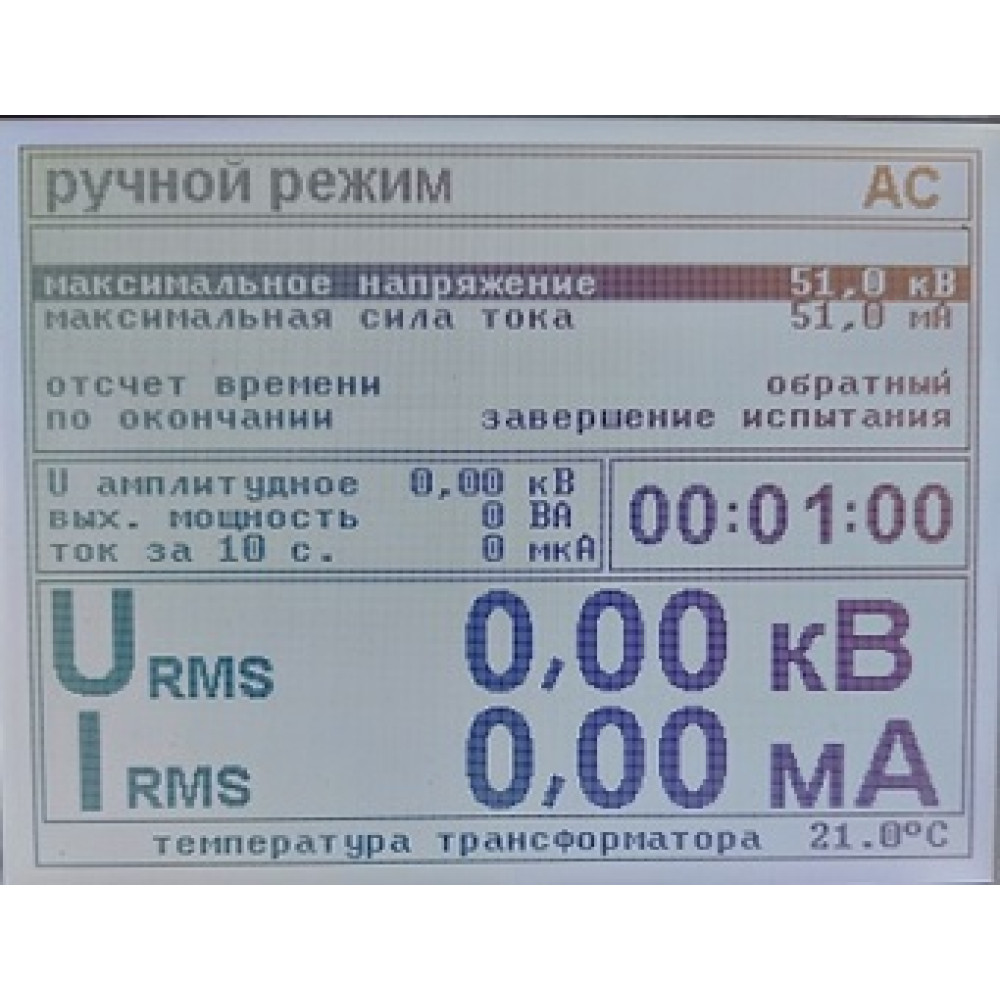 ручной режим AC
максимальное напряжение 51,0 кВ
максимальная сила тока 51,0 мА
отсчет времени обратный
по окончании завершение испытания
U амплитудное 0,00 кВ
вых. мощность 0 ВА
ток за 10 с. 0 мкА
00:01:00
U RMS 0,00 кВ
I RMS 0,00 мА
температура трансформатора 21.0°C